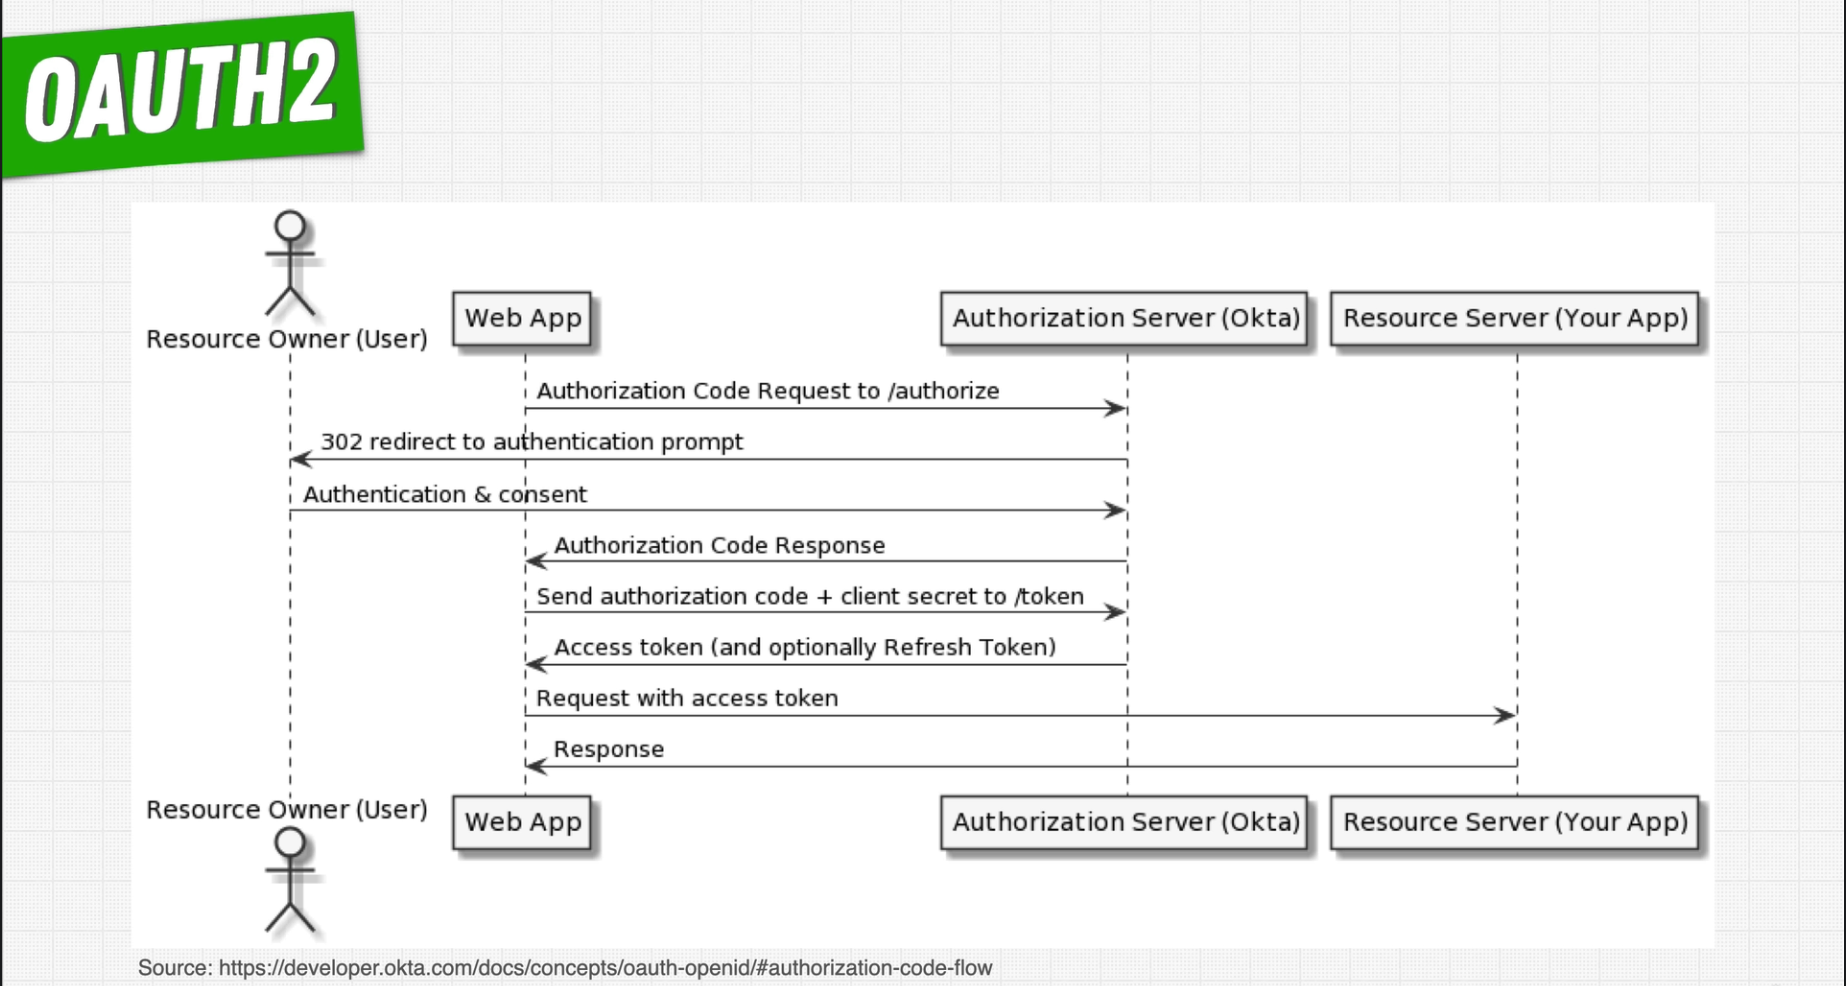 OAUTH2
Resource Owner (User)
Web App
Authorization Server (Okta)
Resource Server (Your App)
Authorization Code Request to /authorize
302 redirect to authentication prompt
Authentication & consent
Authorization Code Response
Send authorization code + client secret to /token
Access token (and optionally Refresh Token)
Request with access token
Response
Resource Owner (User)
Web App
Authorization Server (Okta)
Resource Server (Your App)
Source: https://developer.okta.com/docs/concepts/oauth-openid/#authorization-code-flow